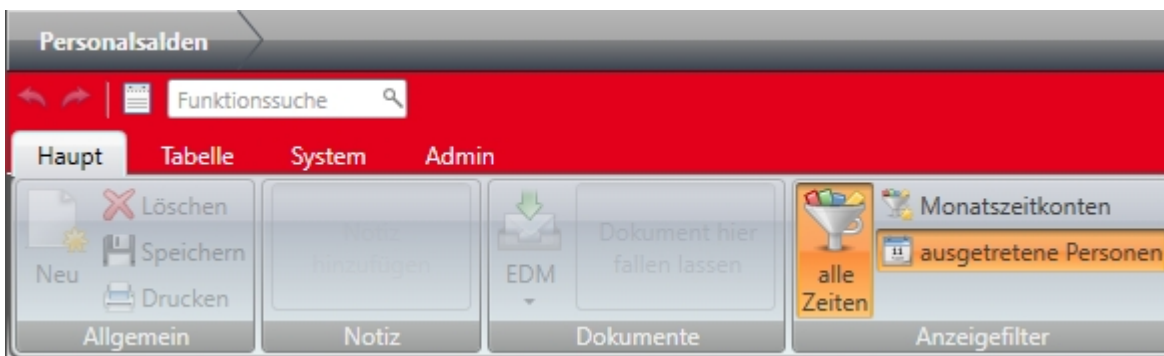 Personalsalden
Funktionssuche
Haupt Tabelle System Admin
Neu
Löschen
Speichern
Drucken
Allgemein
Notiz
hinzufügen
Notiz
EDM
Dokument hier
fallen lassen
Dokumente
alle
Zeiten
Monatszeitkonten
11
ausgetretene Personen
Anzeigefilter